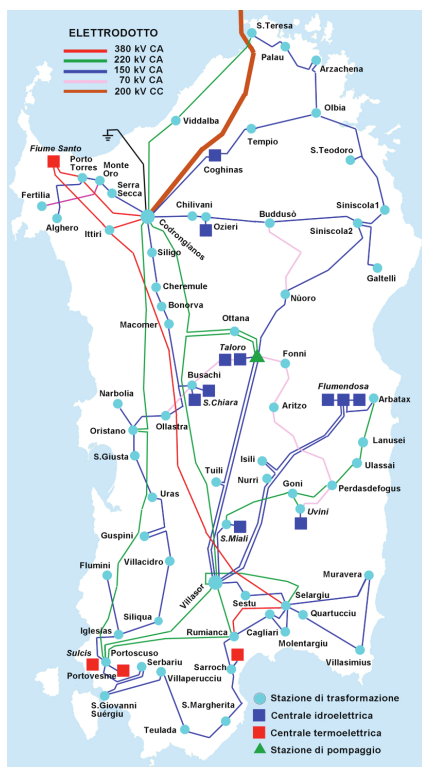 ELETTRODOTTO
380 kV CA
220 kV CA
150 kV CA
70 kV CA
200 kV CC
S.Teresa
Palau
Arzachena
Viddalba
Olbia
Tempio
Fiume Santo
Porto
Torres
Monte
Oro
Coghinas
S.Teodoro
Serra
Secca
Fertilia
Alghero
Ittiri
Codrongianos
Chilivani
Ozieri
Buddusò
Siniscola1
Siniscola2
Siligo
Galtellì
Cheremule
Bonorva
Nùoro
Macomer
Ottana
Taloro
Fonni
Busachi
Flumendosa
Narbolia
S.Chiara
Arbatax
Ollastra
Aritzo
Oristano
Lanusei
S.Giusta
Isili
Ulassai
Tuili
Nurri
Goni
Perdasdefogus
Uras
Uvini
Guspini
S.Miali
Flumini
Villacidro
Villasor
Muravera
Sestu
Selargiu
Siliqua
Quartucciu
Iglesias
Rumianca
Cagliari
Molentargiu
Sulcis
Portoscuso
Serbariu
Villasimius
Portovesme
Villaperucciu
Sarroch
S.Giovanni
Suèrgiu
S.Margherita
Teulada
Stazione di trasformazione
Centrale idroelettrica
Centrale termoelettrica
Stazione di pompaggio